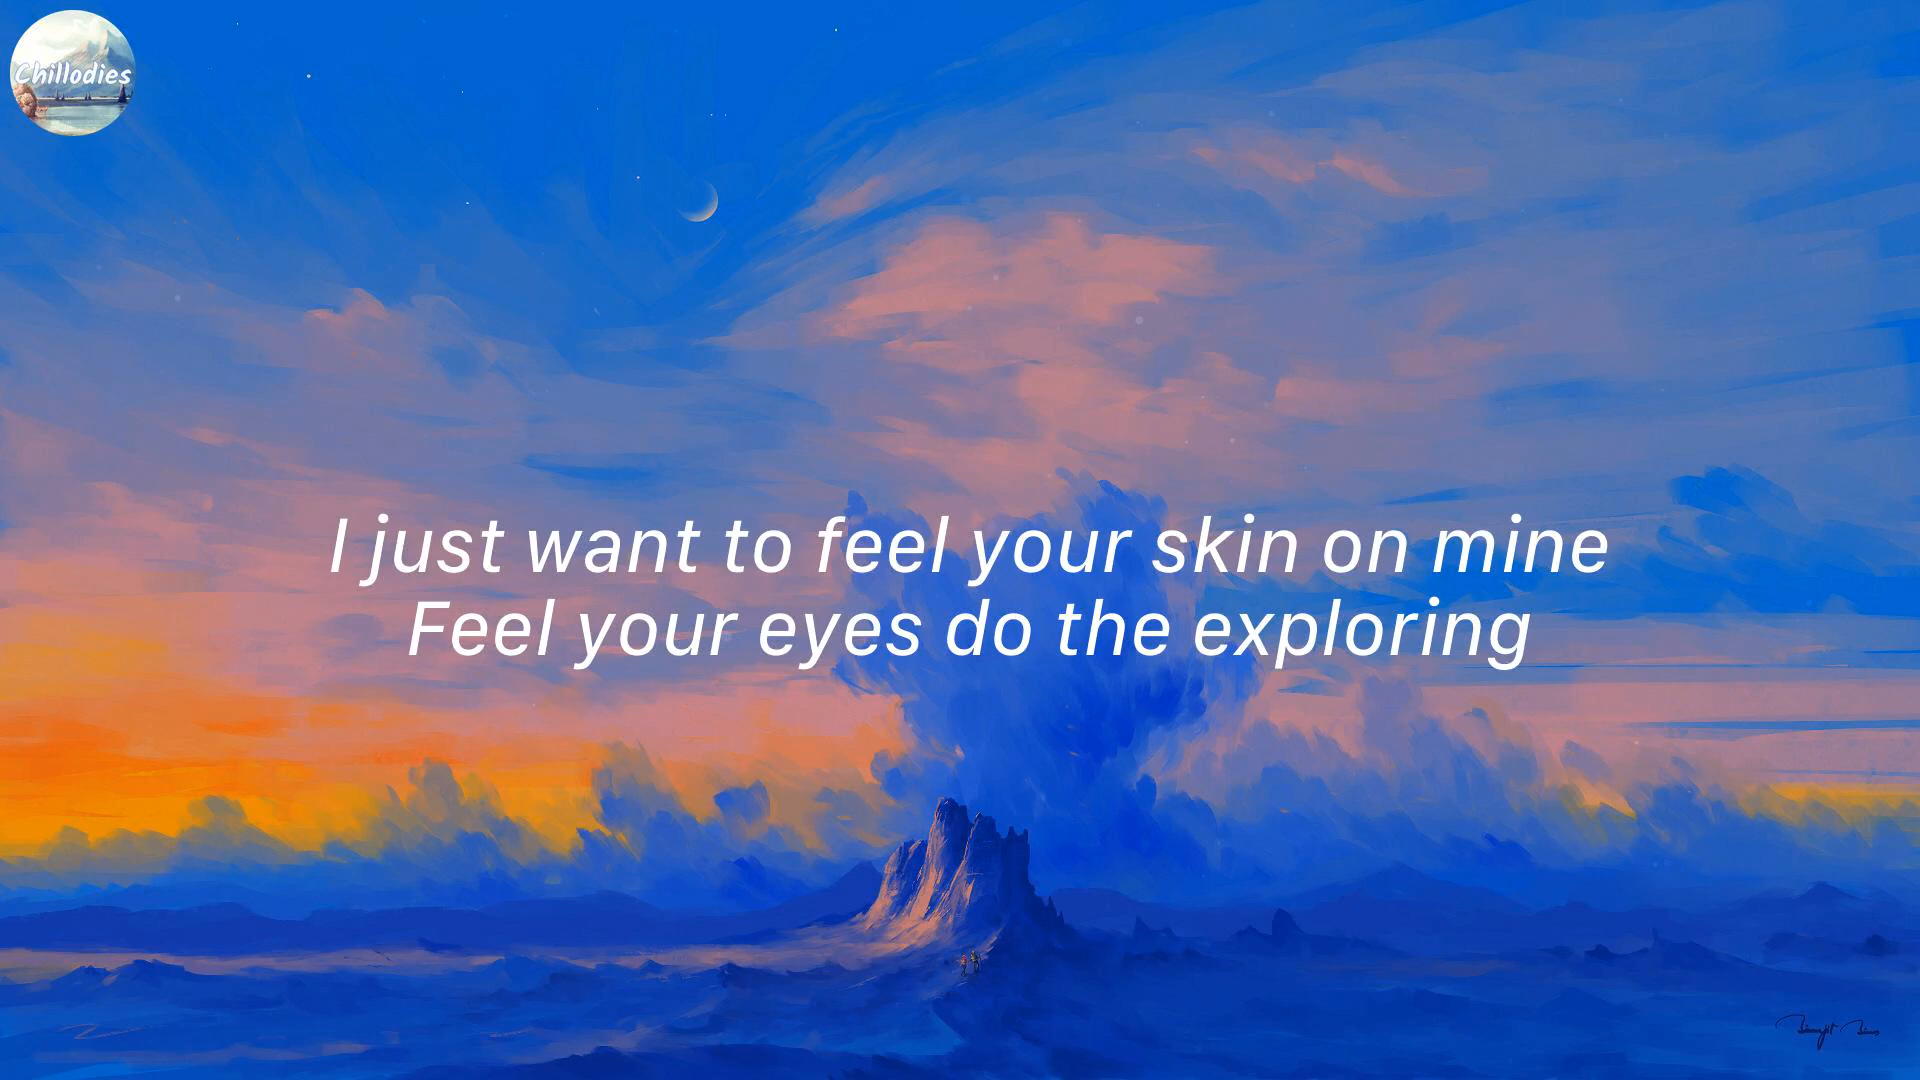 Chillodies
I just want to feel your skin on mine
Feel your eyes do the exploring